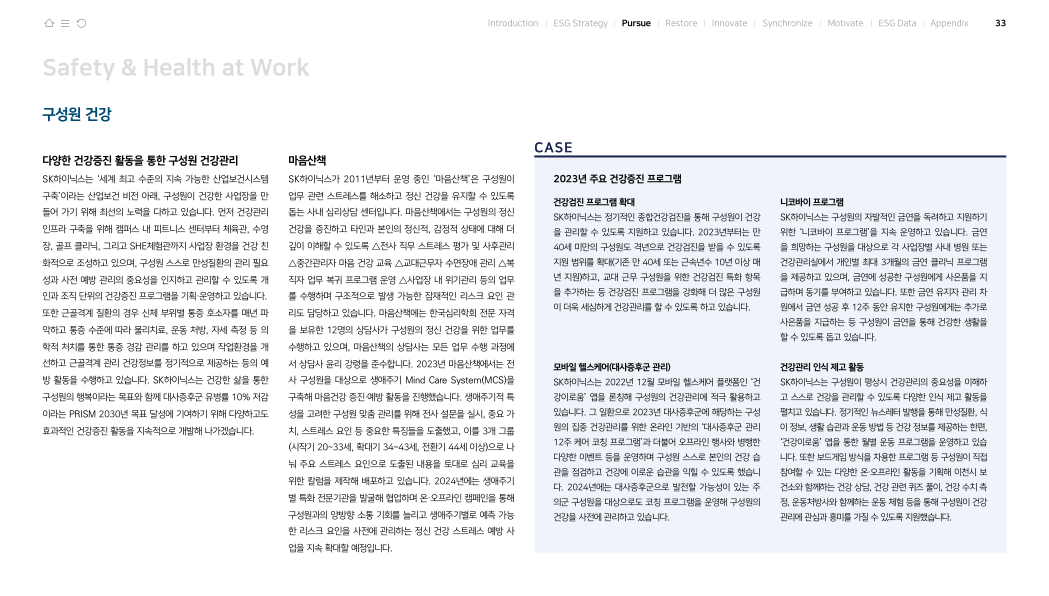 Introduction | ESG Strategy | Pursue | Restore | Innovate | Synchronize | Motivate | ESG Data | Appendix 33
Safety & Health at Work
구성원 건강
다양한 건강증진 활동을 통한 구성원 건강관리
SK하이닉스는 ‘세계 최고 수준의 지속 가능한 산업보건시스템
구축’이라는 산업보건 비전 아래, 구성원이 건강한 사업장을 만
들어 가기 위해 최선의 노력을 다하고 있습니다. 먼저 건강관리
인프라 구축을 위해 캠퍼스 내 피트니스 센터부터 체육관, 수영
장, 골프 클리닉, 그리고 SHE체험관까지 사업장 환경을 건강 친
화적으로 조성하고 있으며, 구성원 스스로 만성질환의 관리 필요
성과 사전 예방 관리의 중요성을 인지하고 관리할 수 있도록 개
인과 조직 단위의 건강증진 프로그램을 기획·운영하고 있습니다.
또한 근골격계 질환의 경우 신체 부위별 통증 호소자를 매년 파
악하고 통증 수준에 따라 물리치료, 운동 처방, 자세 측정 등 의
학적 처치를 통한 통증 경감 관리를 하고 있으며 작업환경을 개
선하고 근골격계 관리 건강정보를 정기적으로 제공하는 등의 예
방 활동을 수행하고 있습니다. SK하이닉스는 건강한 삶을 통한
구성원의 행복이라는 목표와 함께 대사증후군 유병률 10% 저감
이라는 PRISM 2030년 목표 달성에 기여하기 위해 다양하고도
효과적인 건강증진 활동을 지속적으로 개발해 나가겠습니다.
마음산책
SK하이닉스가 2011년부터 운영 중인 ‘마음산책’은 구성원이
업무 관련 스트레스를 해소하고 정신 건강을 유지할 수 있도록
돕는 사내 심리상담 센터입니다. 마음산책에서는 구성원의 정신
건강을 증진하고 타인과 본인의 정신적, 감정적 상태에 대해 더
깊이 이해할 수 있도록 △전사 직무 스트레스 평가 및 사후관리
△중간관리자 마음 건강 교육 △교대근무자 수면장애 관리 △복
직자 업무 복귀 프로그램 운영 △사업장 내 위기관리 등의 업무
를 수행하며 구조적으로 발생 가능한 잠재적인 리스크 요인 관
리도 담당하고 있습니다. 마음산책에는 한국심리학회 전문 자격
을 보유한 12명의 상담사가 구성원의 정신 건강을 위한 업무를
수행하고 있으며, 마음산책의 상담사는 모든 업무 수행 과정에
서 상담사 윤리 강령을 준수합니다. 2023년 마음산책에서는 전
사 구성원을 대상으로 생애주기 Mind Care System(MCS)을
구축해 마음건강 증진·예방 활동을 진행했습니다. 생애주기적 특
성을 고려한 구성원 맞춤 관리를 위해 전사 설문을 실시, 중요 가
치, 스트레스 요인 등 중요한 특징들을 도출했고, 이를 3개 그룹
(시작기 20~33세, 확대기 34~43세, 전환기 44세 이상)으로 나
눠 주요 스트레스 요인으로 도출된 내용을 토대로 심리 교육을
위한 칼럼을 제작해 배포하고 있습니다. 2024년에는 생애주기
별 특화 전문기관을 발굴해 협업하며 온·오프라인 캠페인을 통해
구성원과의 양방향 소통 기회를 늘리고 생애주기별로 예측 가능
한 리스크 요인을 사전에 관리하는 정신 건강 스트레스 예방 사
업을 지속 확대할 예정입니다.
CASE
2023년 주요 건강증진 프로그램
건강검진 프로그램 확대
SK하이닉스는 정기적인 종합건강검진을 통해 구성원이 건강
을 관리할 수 있도록 지원하고 있습니다. 2023년부터는 만
40세 미만의 구성원도 격년으로 건강검진을 받을 수 있도록
지원 범위를 확대(기존 만 40세 또는 근속년수 10년 이상 매
년 지원)하고, 교대 근무 구성원을 위한 건강검진 특화 항목
을 추가하는 등 건강검진 프로그램을 강화해 더 많은 구성원
이 더욱 세심하게 건강관리를 할 수 있도록 하고 있습니다.
니코바이 프로그램
SK하이닉스는 구성원의 자발적인 금연을 독려하고 지원하기
위한 ‘니코바이 프로그램’을 지속 운영하고 있습니다. 금연
을 희망하는 구성원을 대상으로 각 사업장별 사내 병원 또는
건강관리실에서 개인별 최대 3개월의 금연 클리닉 프로그램
을 제공하고 있으며, 금연에 성공한 구성원에게 사은품을 지
급하며 동기를 부여하고 있습니다. 또한 금연 유지자 관리 차
원에서 금연 성공 후 12주 동안 유지한 구성원에게는 추가로
사은품을 지급하는 등 구성원이 금연을 통해 건강한 생활을
할 수 있도록 돕고 있습니다.
모바일 헬스케어(대사증후군 관리)
SK하이닉스는 2022년 12월 모바일 헬스케어 플랫폼인 ‘건
강이로움’ 앱을 론칭해 구성원의 건강관리에 적극 활용하고
있습니다. 그 일환으로 2023년 대사증후군에 해당하는 구성
원의 집중 건강관리를 위한 온라인 기반의 ‘대사증후군 관리
12주 케어 코칭 프로그램’과 더불어 오프라인 행사와 병행한
다양한 이벤트 등을 운영하며 구성원 스스로 본인의 건강 습
관을 점검하고 건강에 이로운 습관을 익힐 수 있도록 했습니
다. 2024년에는 대사증후군으로 발전할 가능성이 있는 주
의군 구성원을 대상으로도 코칭 프로그램을 운영해 구성원의
건강을 사전에 관리하고 있습니다.
건강관리 인식 제고 활동
SK하이닉스는 구성원이 평상시 건강관리의 중요성을 이해하
고 스스로 건강을 관리할 수 있도록 다양한 인식 제고 활동을
펼치고 있습니다. 정기적인 뉴스레터 발행을 통해 만성질환, 식
이 정보, 생활 습관과 운동 방법 등 건강 정보를 제공하는 한편,
‘건강이로움’ 앱을 통한 월별 운동 프로그램을 운영하고 있습
니다. 또한 보드게임 방식을 차용한 프로그램 등 구성원이 직접
참여할 수 있는 다양한 온·오프라인 활동을 기획해 이천시 보
건소와 함께하는 건강 상담, 건강 관련 퀴즈 풀이, 건강 수치 측
정, 운동처방사와 함께하는 운동 체험 등을 통해 구성원이 건강
관리에 관심과 흥미를 가질 수 있도록 지원했습니다.